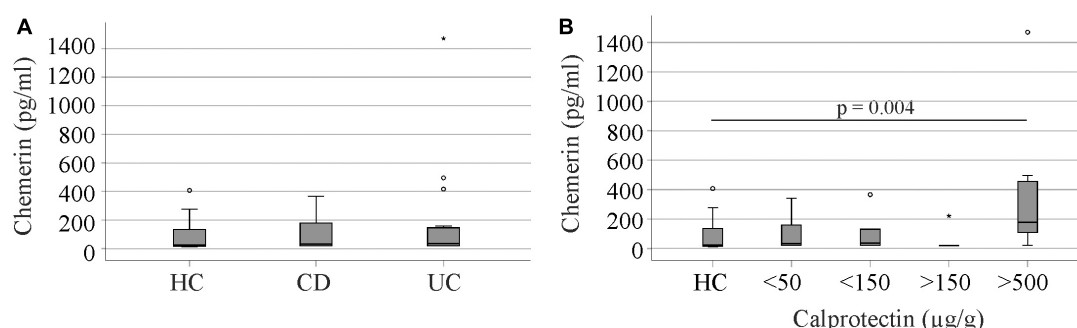 A
Chemerin (pg/ml)
1400
1200
1000
800
600
400
200
0
HC CD UC
B
Chemerin (pg/ml)
1400
1200
1000
800
600
400
200
0
p = 0.004
HC <50 <150 >150 >500
Calprotectin (µg/g)